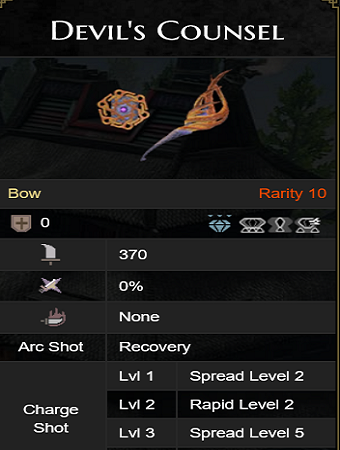 Devil's Counsel
Bow Rarity 10
0
370
0%
None
Arc Shot Recovery
Charge Shot
Lvl 1 Spread Level 2
Lvl 2 Rapid Level 2
Lvl 3 Spread Level 5